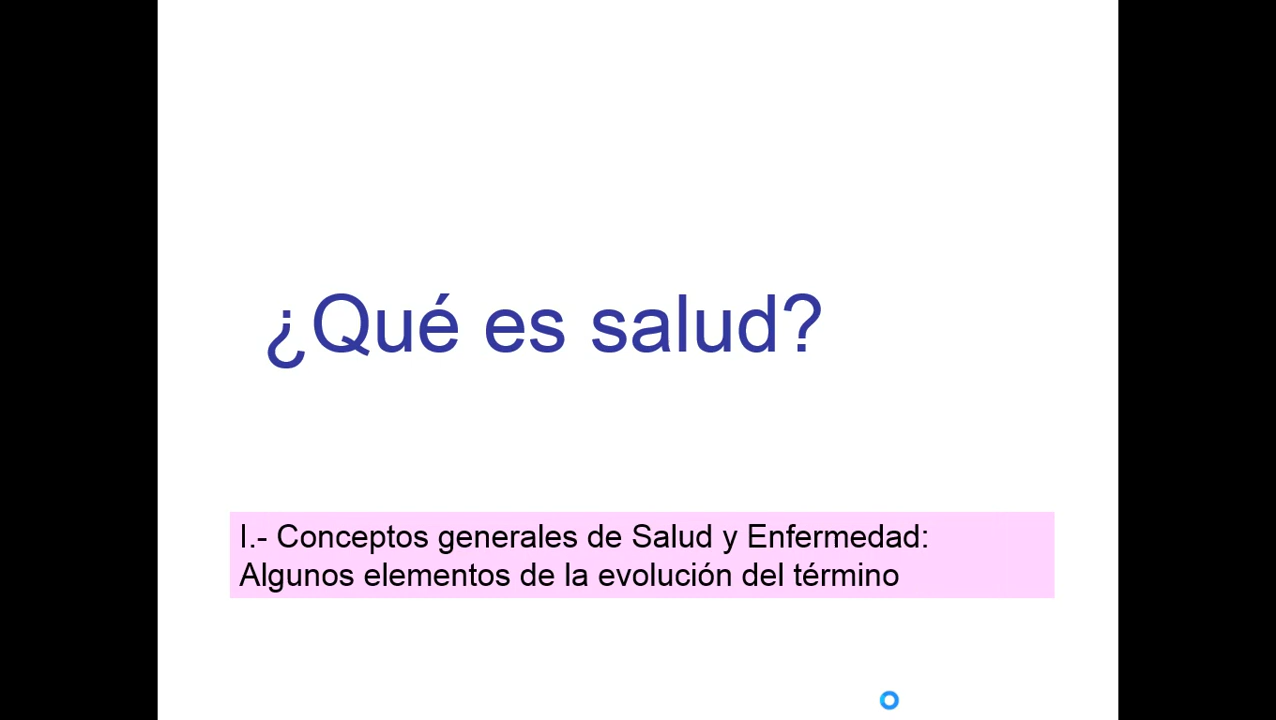 ¿Qué es salud?
I.- Conceptos generales de Salud y Enfermedad:
Algunos elementos de la evolución del término